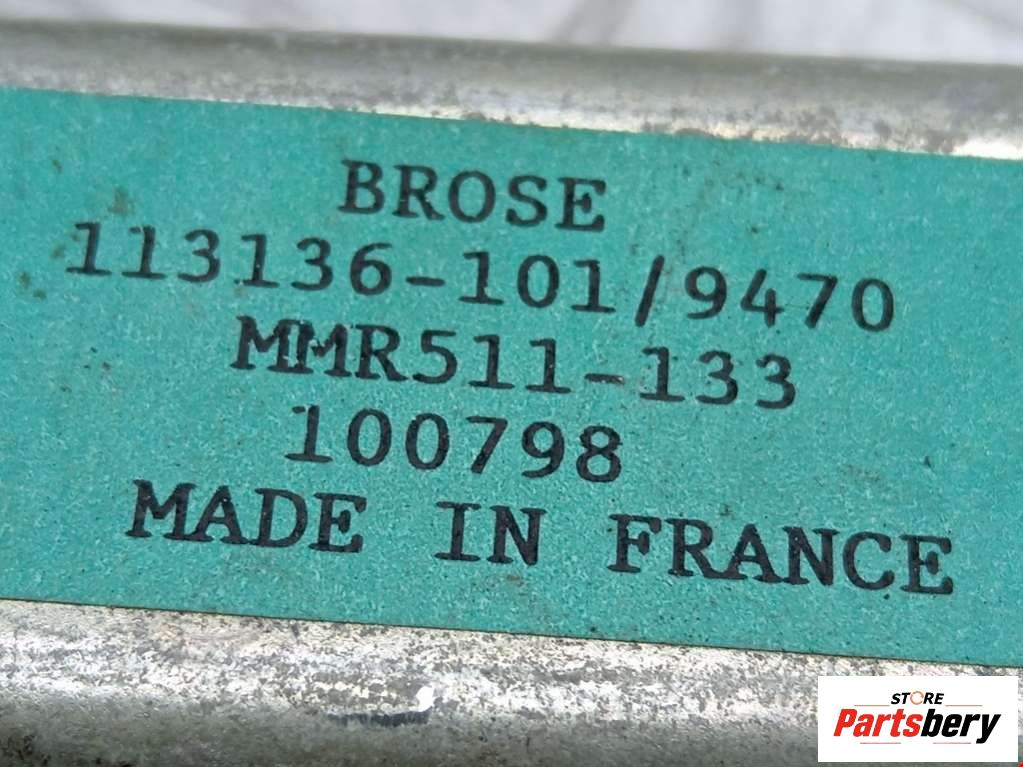 BROSE
113136-101/9470
MMR511-133
100798
MADE IN FRANCE
STORE
Partsbery